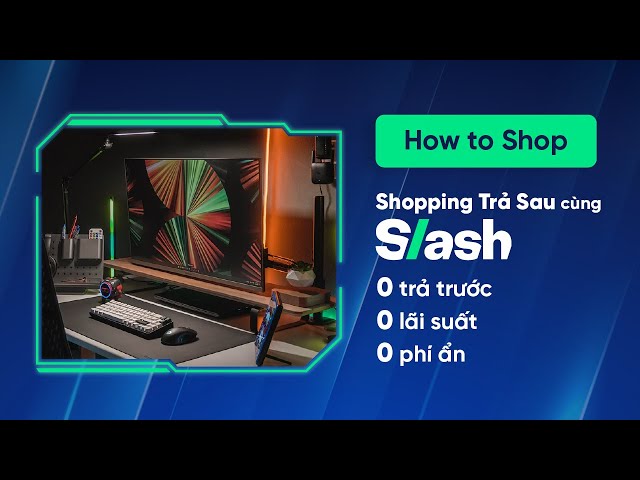 How to Shop
Shopping Trả Sau cùng
Slash
0 trả trước
0 lãi suất
0 phí ẩn